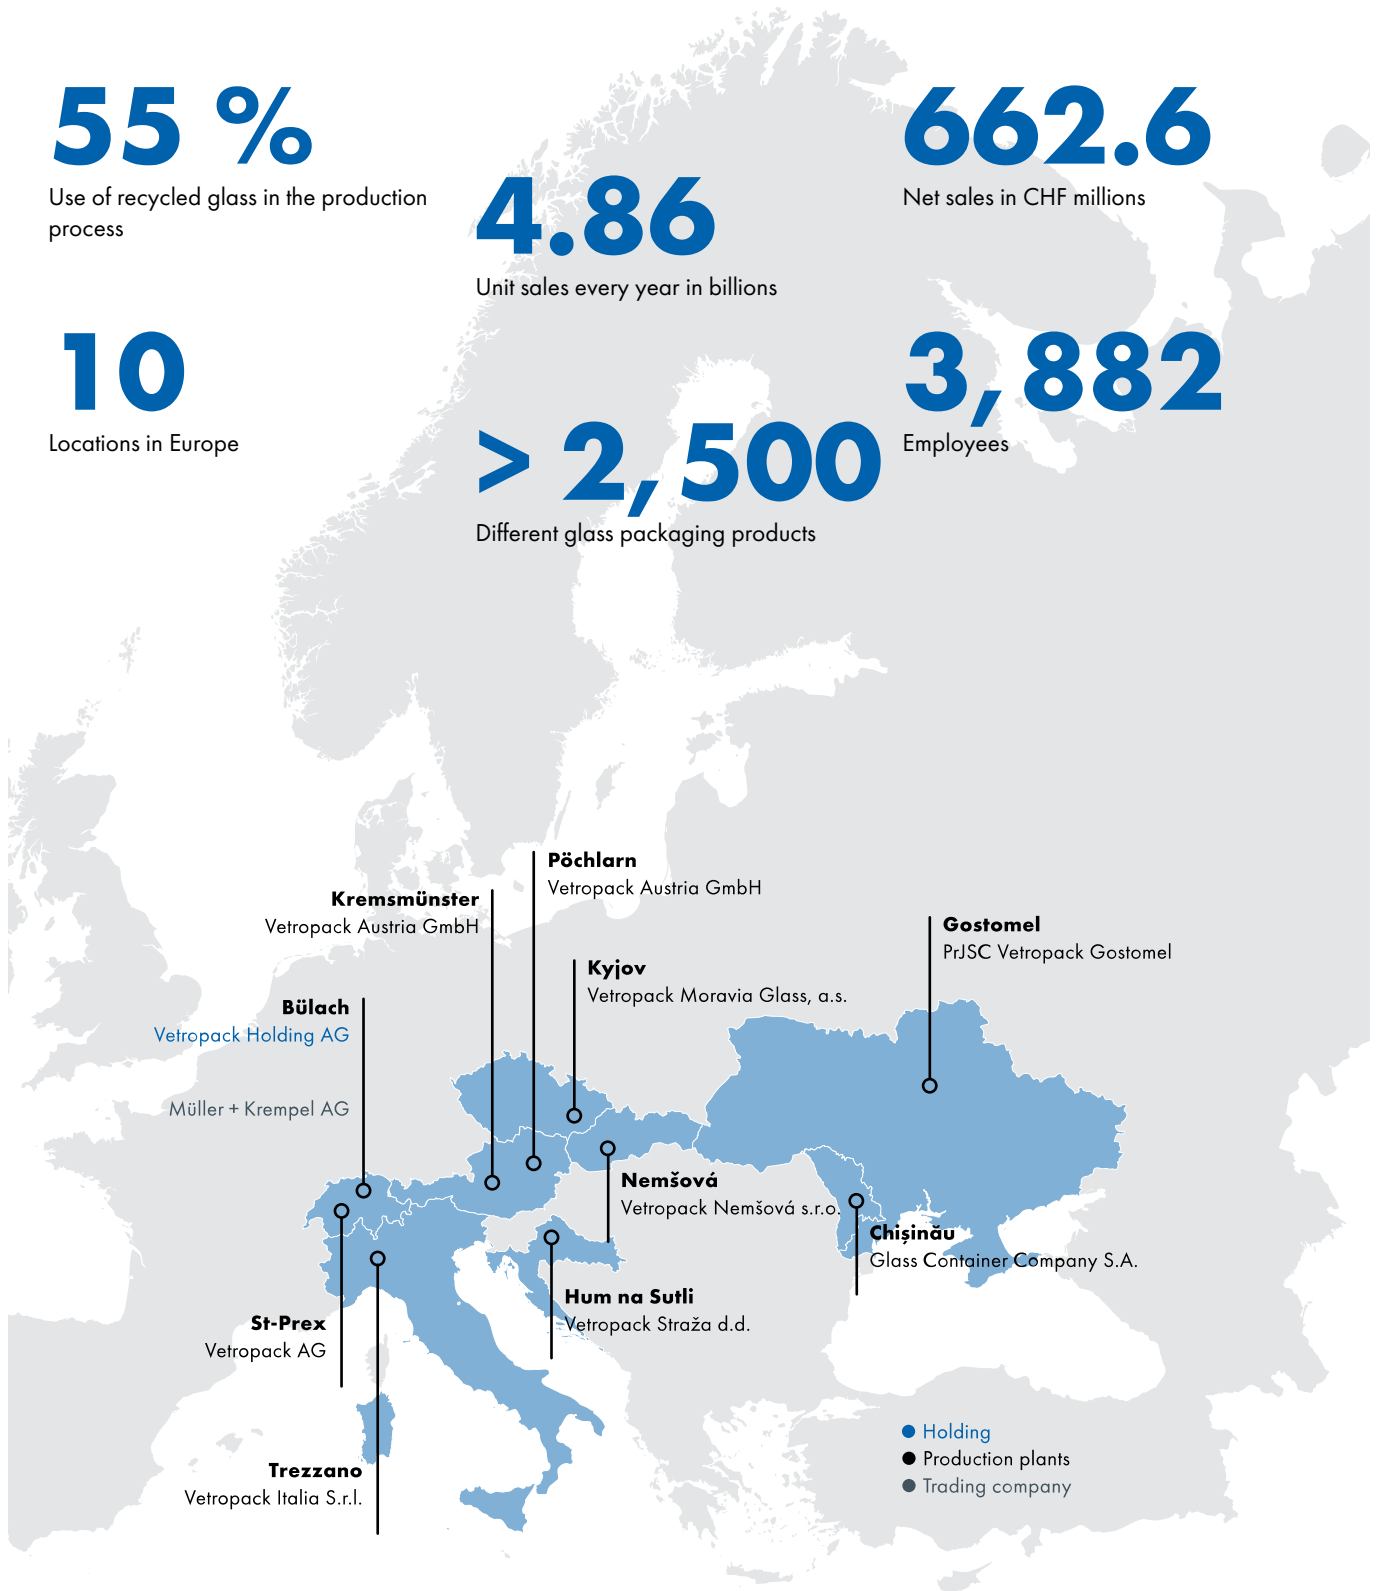 55 %
Use of recycled glass in the production
process
4.86
Unit sales every year in billions
662.6
Net sales in CHF millions
10
Locations in Europe
> 2,500
Different glass packaging products
3,882
Employees
Pöchlarn
Vetropack Austria GmbH
Kremsmünster
Vetropack Austria GmbH
Gostomel
PrJSC Vetropack Gostomel
Kyjov
Vetropack Moravia Glass, a.s.
Bülach
Vetropack Holding AG
Müller + Krempel AG
Nemšová
Vetropack Nemšová s.r.o.
Chișinău
Glass Container Company S.A.
Hum na Sutli
Vetropack Straža d.d.
St-Prex
Vetropack AG
Trezzano
Vetropack Italia S.r.l.
Holding
Production plants
Trading company